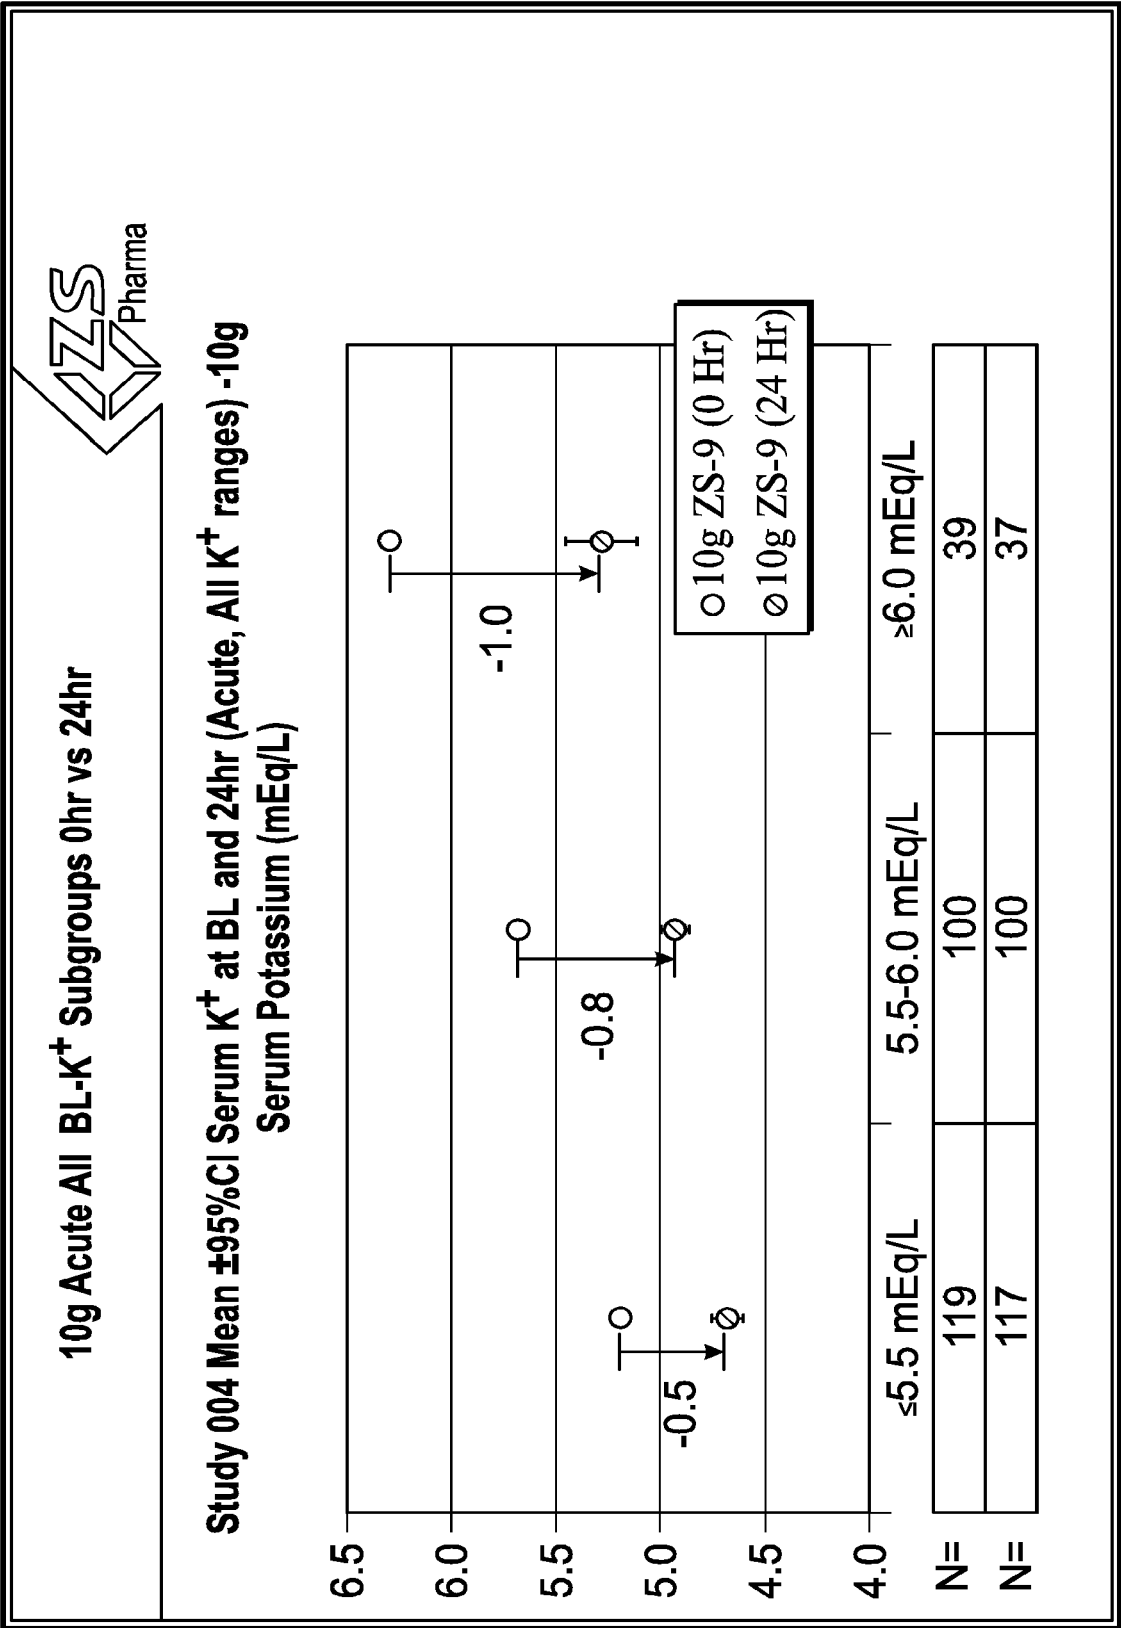 10g Acute All BL-K⁺ Subgroups 0hr vs 24hr
ZS
Pharma
Study 004 Mean ±95%CI Serum K⁺ at BL and 24hr (Acute, All K⁺ ranges) -10g
Serum Potassium (mEq/L)
6.5
6.0
5.5
5.0
4.5
4.0
-0.5
-0.8
-1.0
10g ZS-9 (0 Hr)
10g ZS-9 (24 Hr)
≤5.5 mEq/L 5.5-6.0 mEq/L ≥6.0 mEq/L
N= 119 100 39
N= 117 100 37